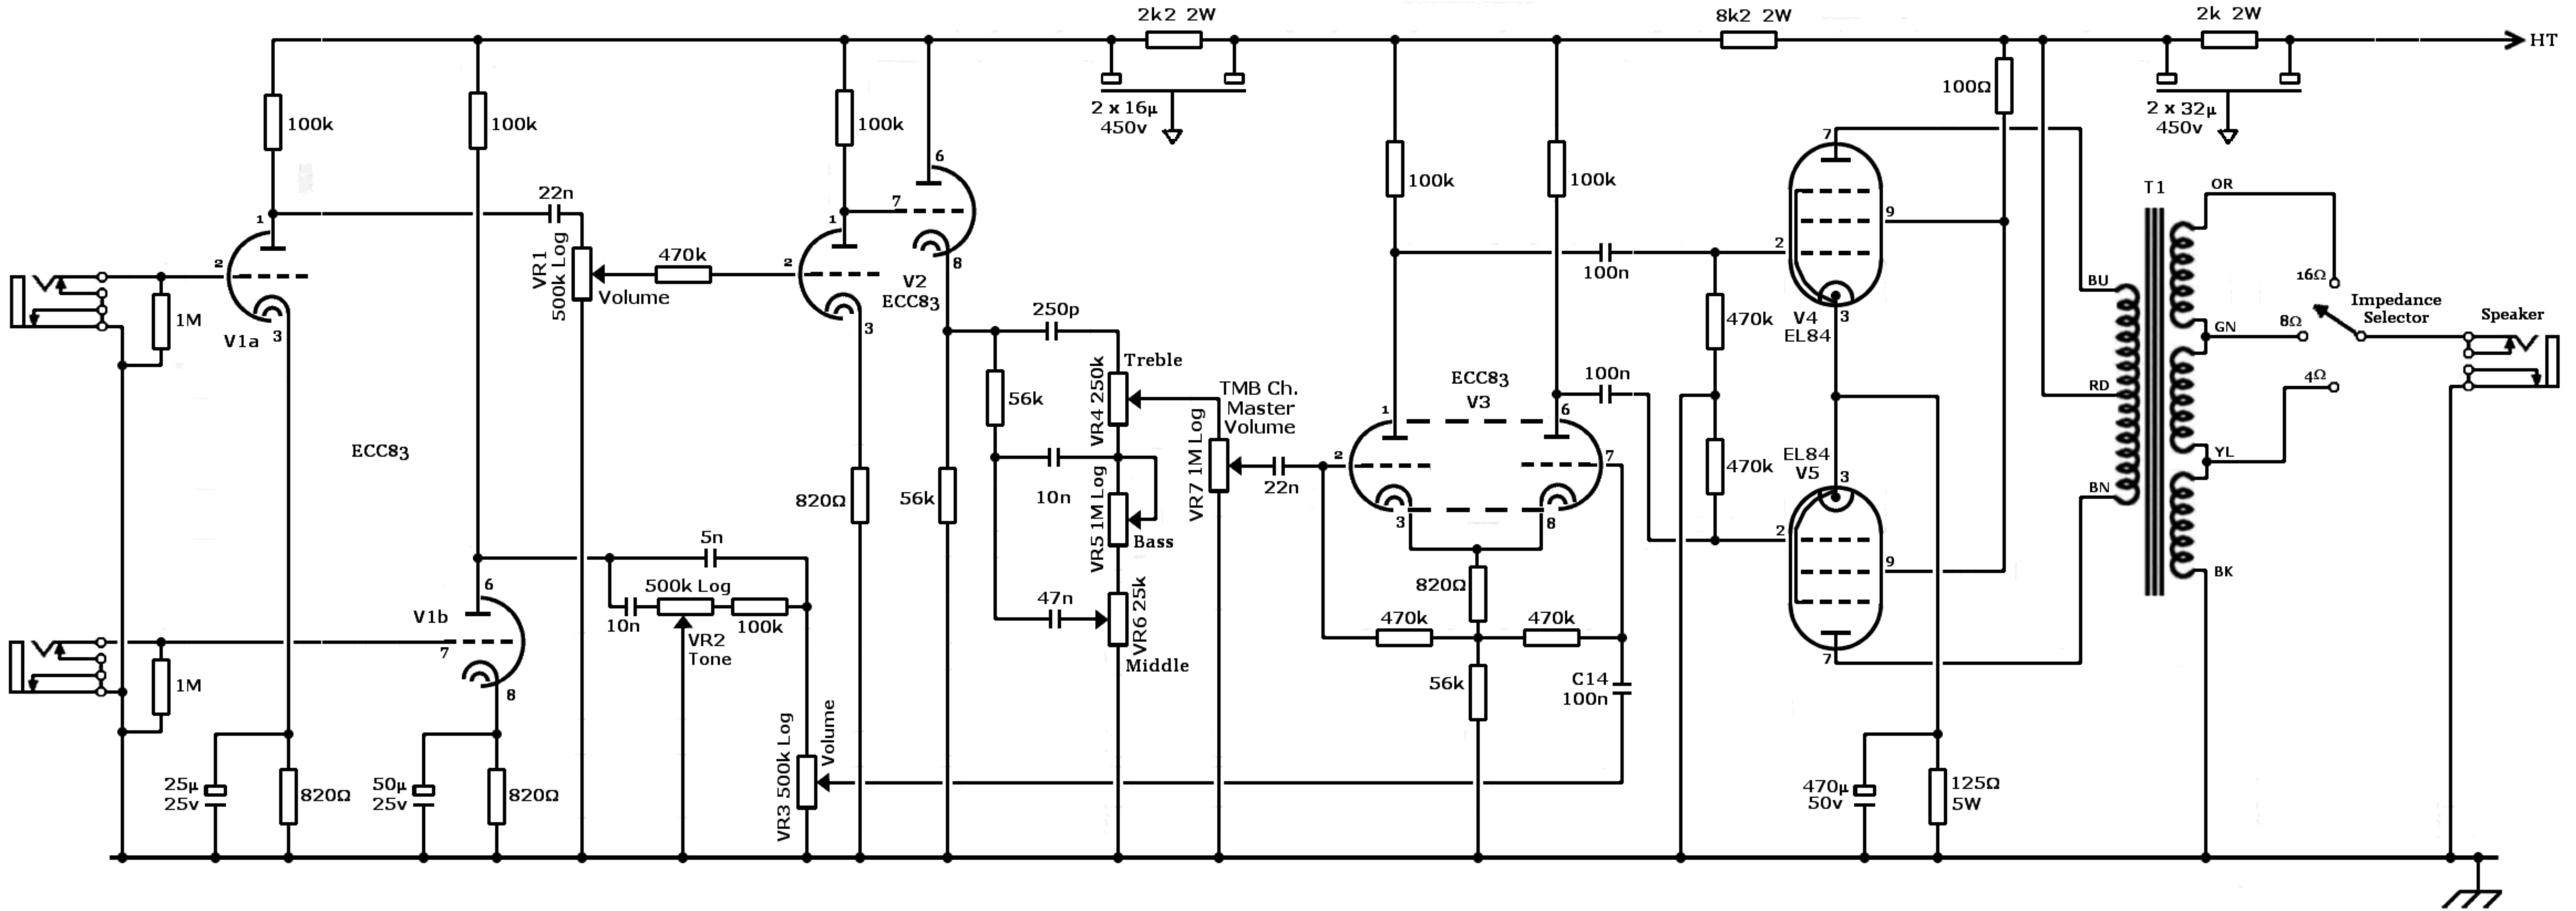 2k2 2W
8k2 2W
2k 2W
HT
2 x 16µ
450v
100Ω
2 x 32µ
450v
100k
100k
100k
100k
100k
22n
1
2
3
V1a
1M
VR1
500k Log
Volume
470k
1
2
3
6
7
8
V2
ECC83
250p
56k
Treble
VR4 250k
10n
VR5 1M Log
Bass
47n
VR6 25k
Middle
TMB Ch.
Master
Volume
VR7 1M Log
22n
ECC83
V3
1
2
3
6
7
8
100n
100n
470k
470k
7
9
2
3
V4
EL84
EL84
V5
3
2
9
7
T1
BU
RD
BN
OR
GN
YL
BK
16Ω
8Ω
4Ω
Impedance
Selector
Speaker
ECC83
820Ω
56k
5n
500k Log
10n
VR2
Tone
100k
6
V1b
7
8
1M
25µ
25v
820Ω
50µ
25v
820Ω
VR3 500k Log
Volume
820Ω
470k
470k
56k
C14
100n
470µ
50v
125Ω
5W